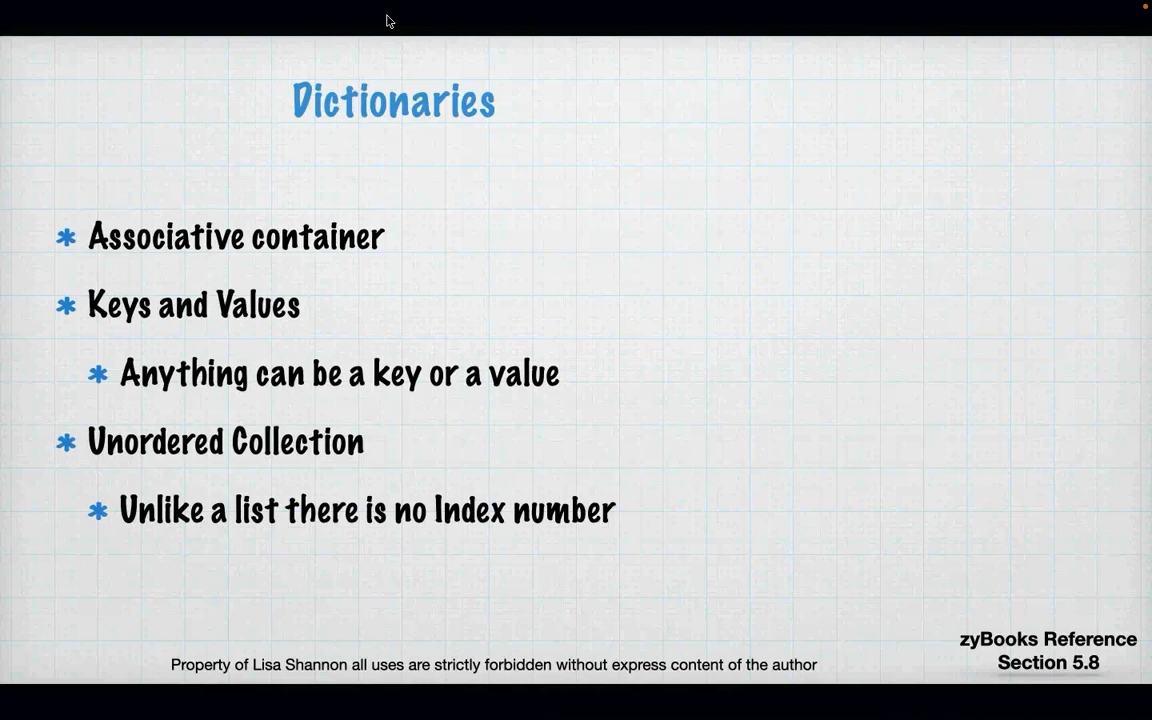 Dictionaries
* Associative container
* Keys and Values
* Anything can be a key or a value
* Unordered Collection
* Unlike a list there is no Index number
zyBooks Reference
Section 5.8
Property of Lisa Shannon all uses are strictly forbidden without express content of the author